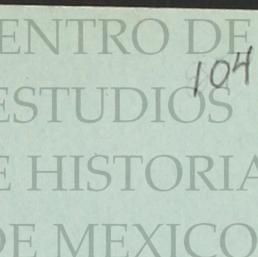 ENTRO DE
104
ESTUDIOS
E HISTORIA
DE MEXICO